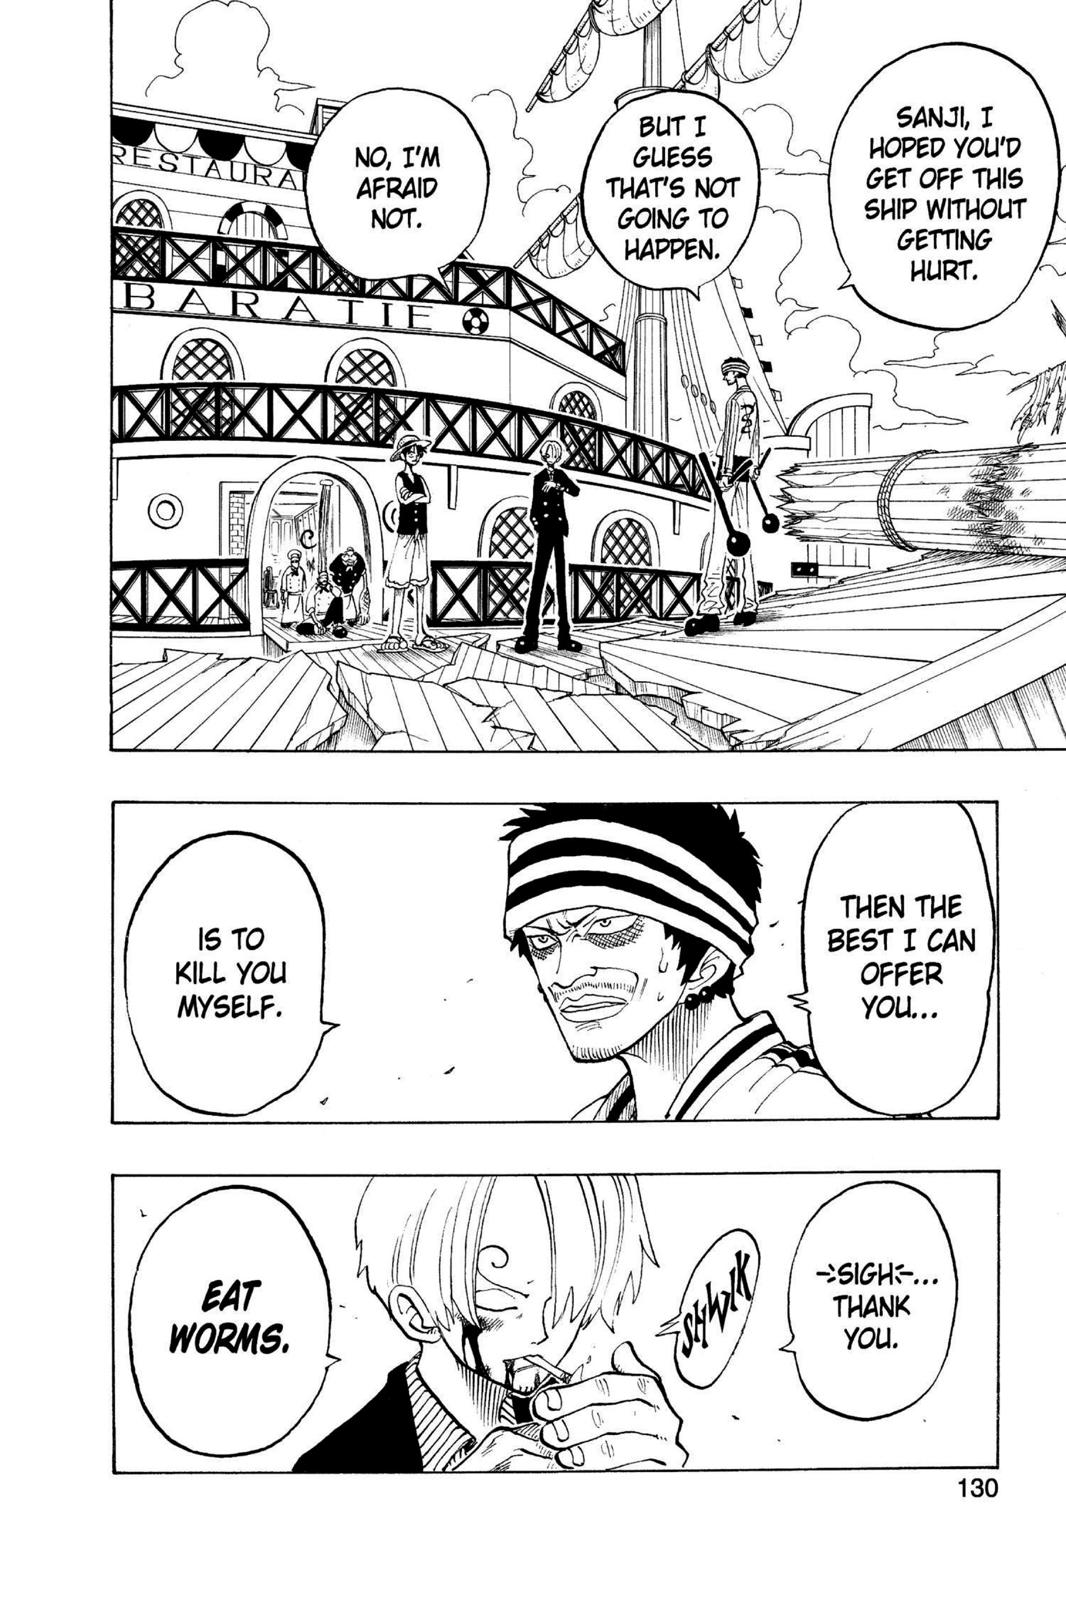 SANJI, I
HOPED YOU'D
GET OFF THIS
SHIP WITHOUT
GETTING
HURT.
BUT I
GUESS
THAT'S NOT
GOING TO
HAPPEN.
NO, I'M
AFRAID
NOT.
RESTAURA
BARATIE
THEN THE
BEST I CAN
OFFER
YOU...
IS TO
KILL YOU
MYSELF.
SIGH...
THANK
YOU.
SHWIK
EAT
WORMS.
130